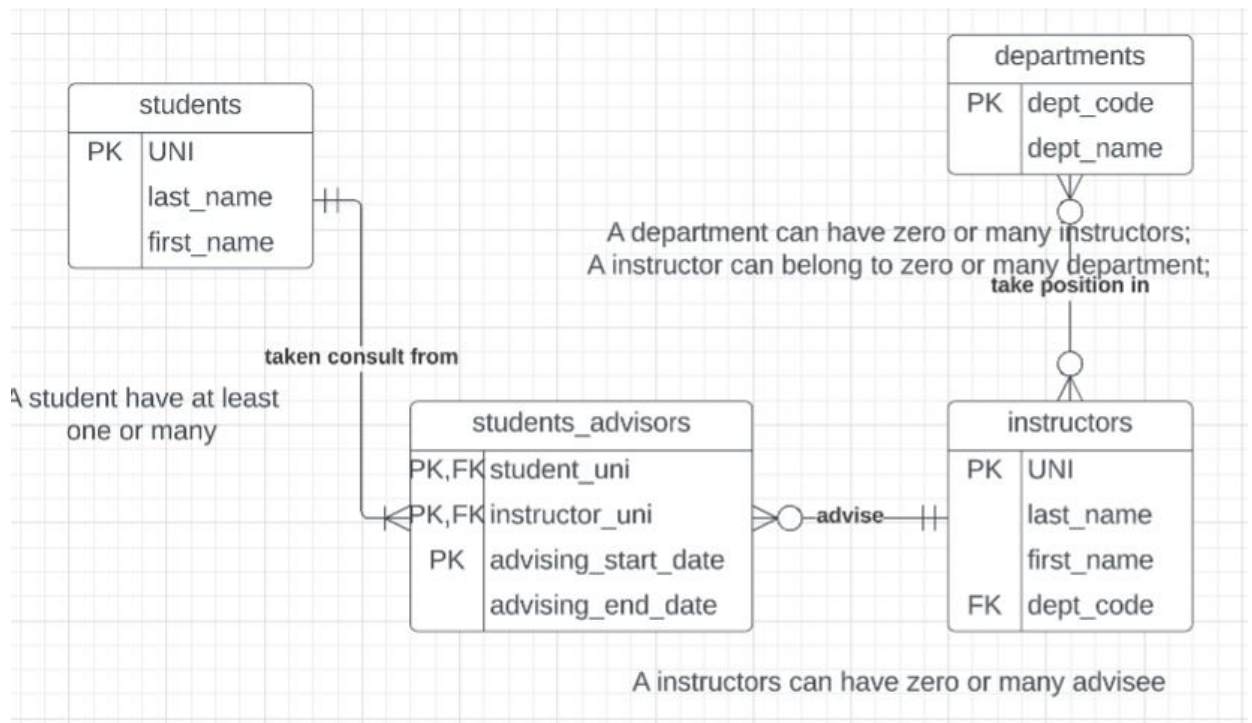 departments
PK dept_code
dept_name
students
PK UNI
last_name
first_name
A department can have zero or many instructors;
A instructor can belong to zero or many department;
take position in
taken consult from
A student have at least
one or many
students_advisors
PK,FK student_uni
PK,FK instructor_uni
PK advising_start_date
advising_end_date
advise
instructors
PK UNI
last_name
first_name
FK dept_code
A instructors can have zero or many advisee